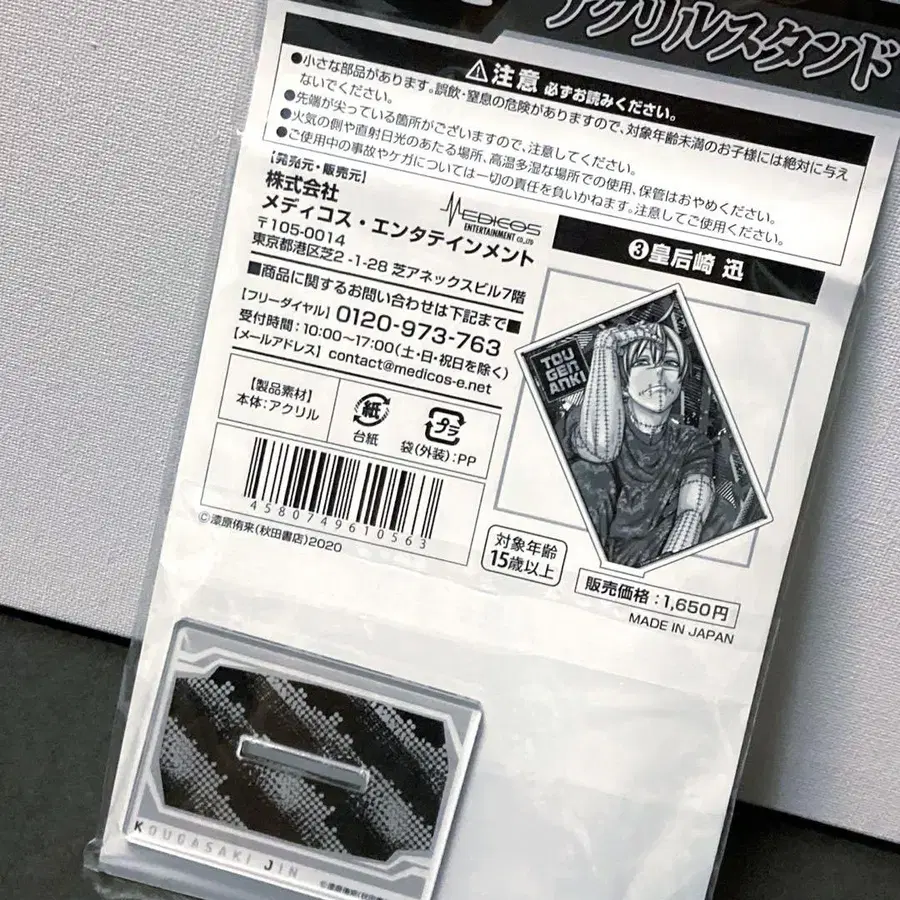 アクリルスタンド
⚠注意 必ずお読みください。
●小さな部品があります。誤飲・窒息の危険がありますので、対象年齢未満のお子様には絶対に与え
ないでください。
●先端が尖っている箇所がございますので、注意してください。
●火気の側や直射日光のあたる場所、高温多湿な場所での使用、保管はおやめください。
●ご使用中の事故やケガについては一切の責任を負いかねます。注意してご使用ください。
【発売元・販売元】
株式会社
メディコス・エンタテインメント
MEDICOS
ENTERTAINMENT CO.,LTD
〒105-0014
東京都港区芝2-1-28 芝アネックスビル7階
■商品に関するお問い合わせは下記まで■
【フリーダイヤル】0120-973-763
受付時間:10:00～17:00(土・日・祝日を除く)
【メールアドレス】contact@medicos-e.net
【製品素材】
本体:アクリル
紙
台紙
プラ
袋(外装):PP
4580749610563
©漆原侑来(秋田書店)2020
❸皇后崎 迅
TOU
GEN
ANKI
対象年齢
15歳以上
販売価格:1,650円
MADE IN JAPAN
KOUGASAKI JIN
©漆原侑来(秋田書